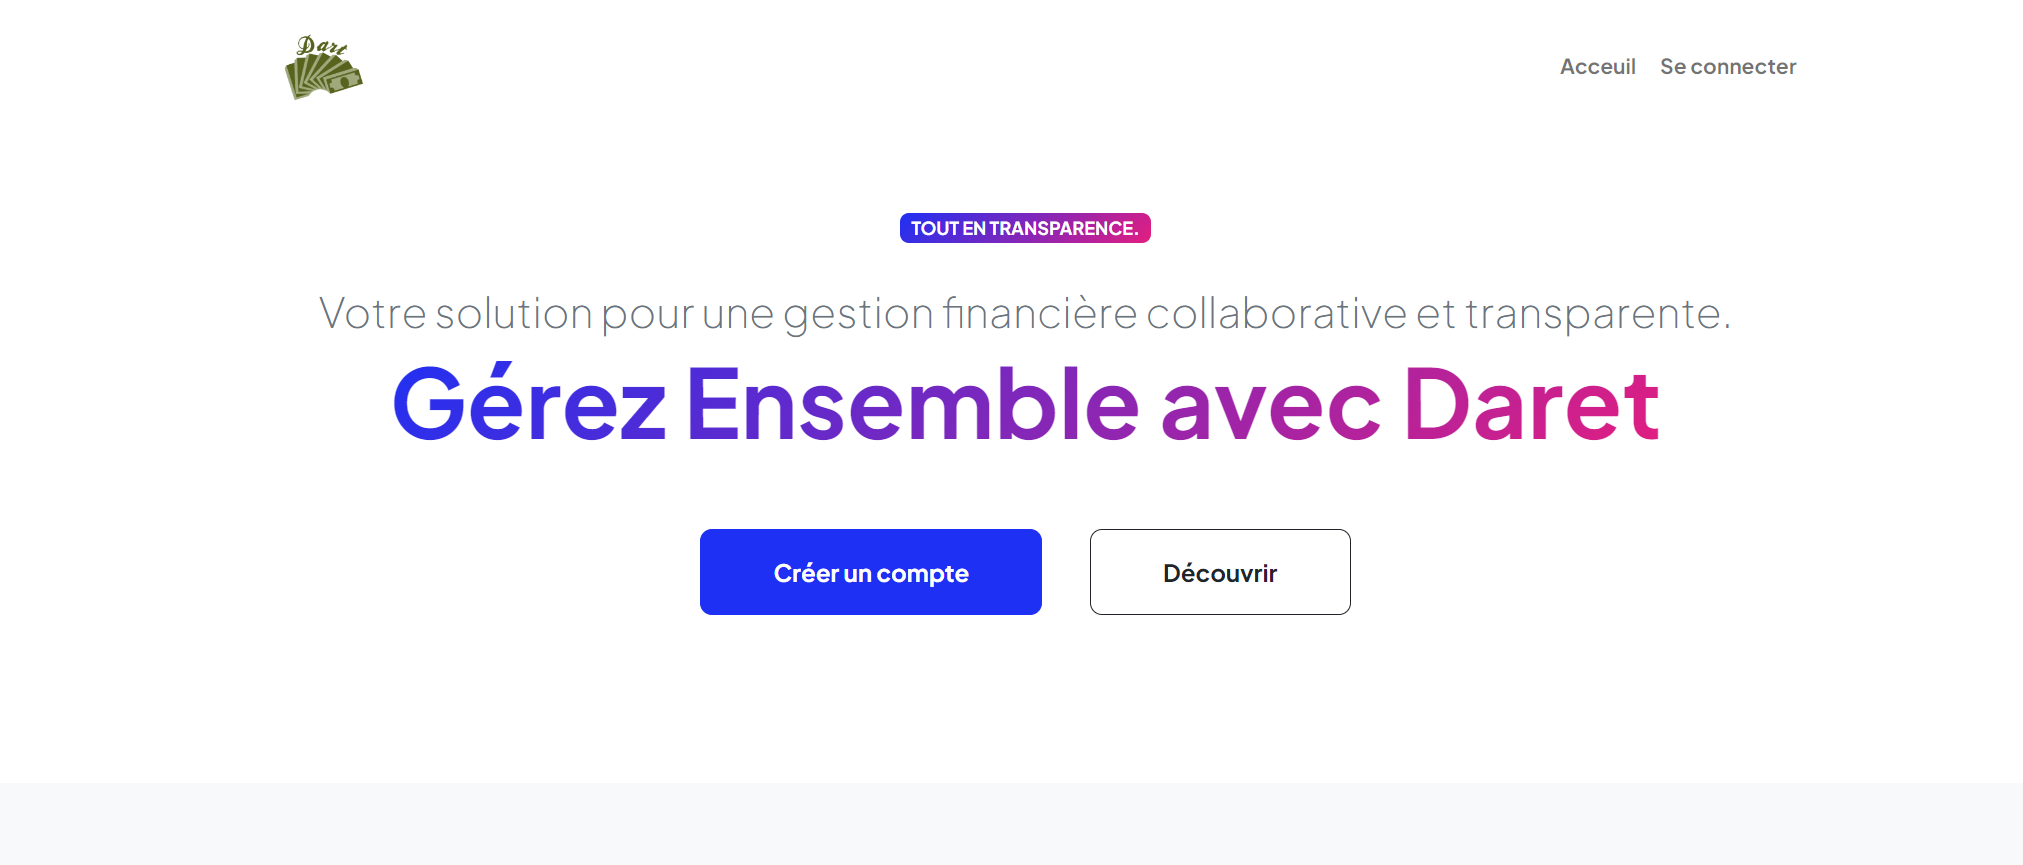 Dart
Acceuil Se connecter
TOUT EN TRANSPARENCE.
Votre solution pour une gestion financière collaborative et transparente.
Gérez Ensemble avec Daret
Créer un compte Découvrir